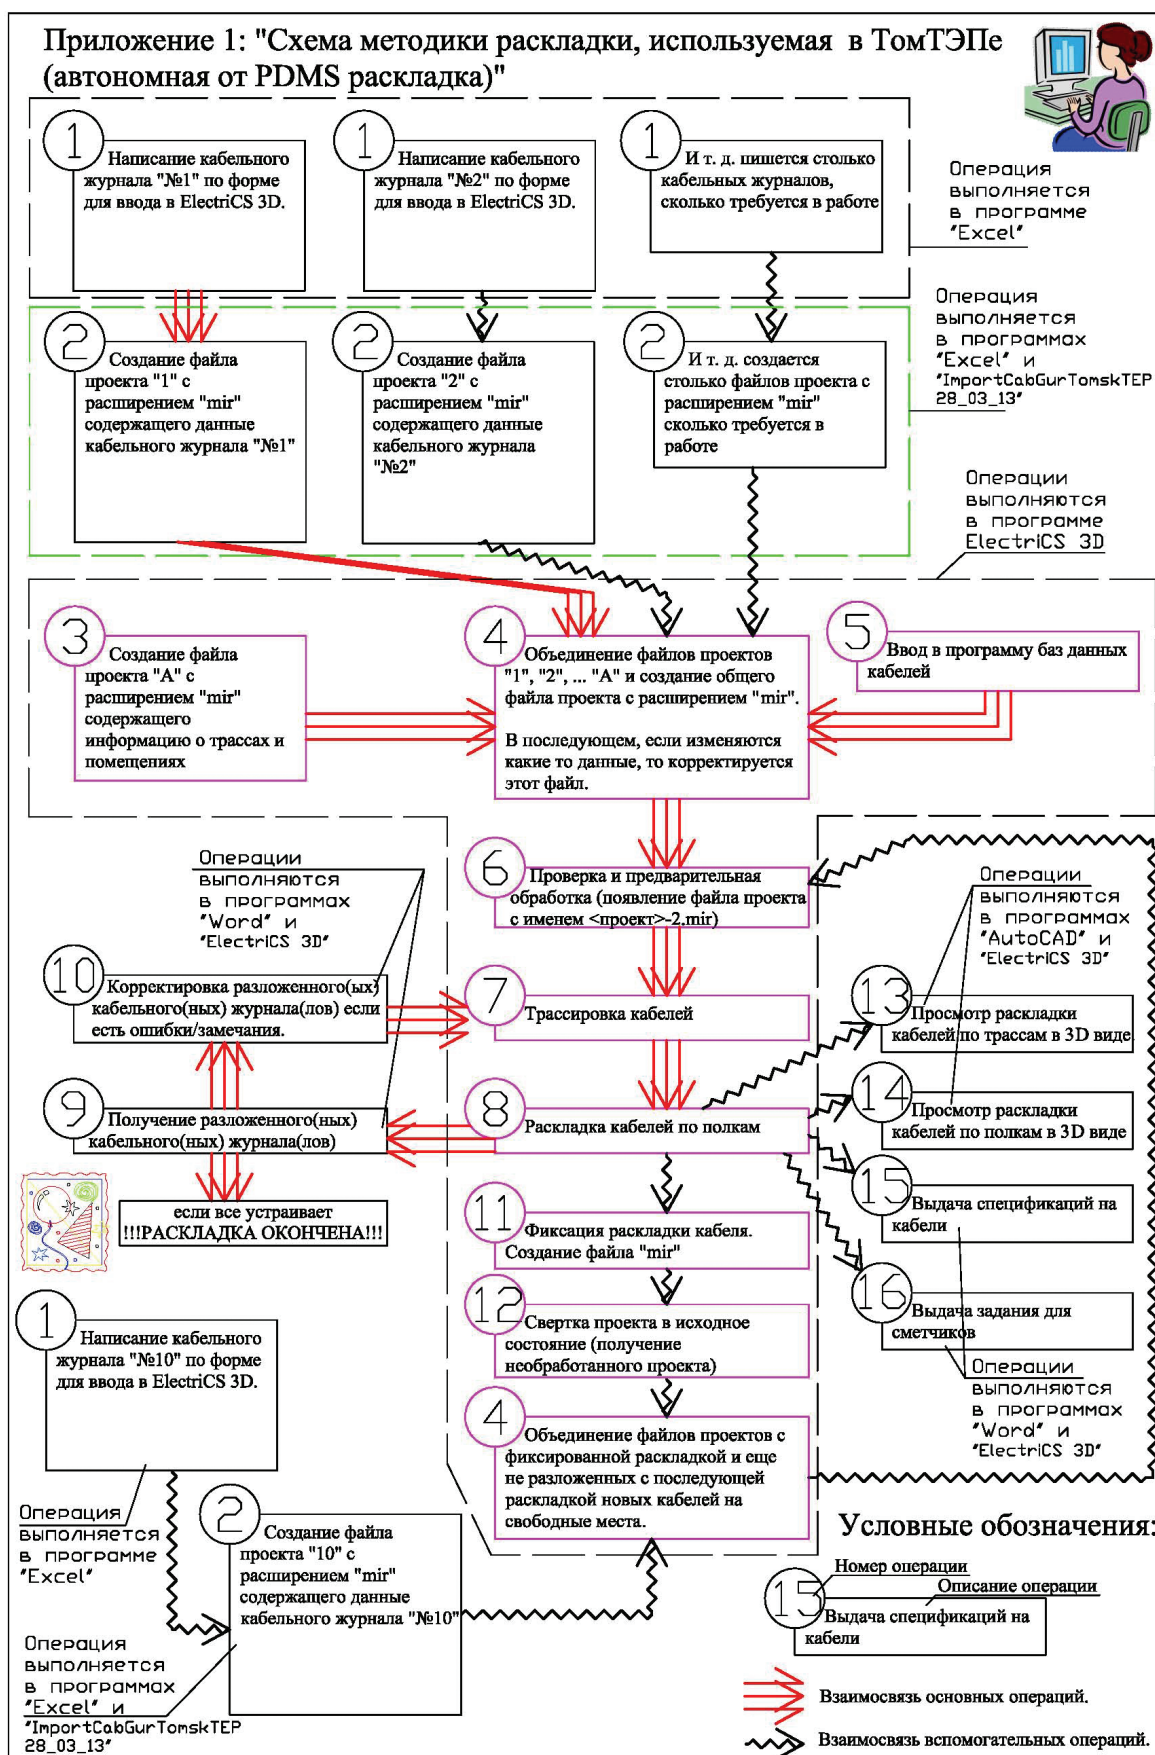 Приложение 1: "Схема методики раскладки, используемая в ТомТЭПе
(автономная от PDMS раскладка)"
1
Написание кабельного
журнала "№1" по форме
для ввода в ElectriCS 3D.
1
Написание кабельного
журнала "№2" по форме
для ввода в ElectriCS 3D.
1
И т. д. пишется столько
кабельных журналов,
сколько требуется в работе
Операция
выполняется
в программе
"Excel"
2
Создание файла
проекта "1" с
расширением "mir"
содержащего данные
кабельного журнала "№1"
2
Создание файла
проекта "2" с
расширением "mir"
содержащего данные
кабельного журнала
"№2"
2
И т. д. создается
столько файлов проекта с
расширением "mir"
сколько требуется в
работе
Операция
выполняется
в программах
"Excel" и
"ImportCabGurTomskTEP
28_03_13"
Операции
выполняются
в программе
ElectriCS 3D
3
Создание файла
проекта "А" с
расширением "mir"
содержащего
информацию о трассах и
помещениях
4
Объединение файлов проектов
"1", "2", ... "А" и создание общего
файла проекта с расширением "mir".
В последующем, если изменяются
какие то данные, то корректируется
этот файл.
5
Ввод в программу баз данных
кабелей
6
Проверка и предварительная
обработка (появление файла проекта
с именем <проект>-2.mir)
Операции
выполняются
в программах
"Word" и
"ElectriCS 3D"
Операции
выполняются
в программах
"AutoCAD" и
"ElectriCS 3D"
10
Корректировка разложенного(ых)
кабельного(ных) журнала(лов) если
есть ошибки/замечания.
7
Трассировка кабелей
13
Просмотр раскладки
кабелей по трассам в 3D виде
9
Получение разложенного(ных)
кабельного(ных) журнала(лов)
8
Раскладка кабелей по полкам
14
Просмотр раскладки
кабелей по полкам в 3D виде
15
Выдача спецификаций на
кабели
если все устраивает
!!!РАСКЛАДКА ОКОНЧЕНА!!!
11
Фиксация раскладки кабеля.
Создание файла "mir"
16
Выдача задания для
сметчиков
12
Свертка проекта в исходное
состояние (получение
необработанного проекта)
Операции
выполняются
в программах
"Word" и
"ElectriCS 3D"
1
Написание кабельного
журнала "№10" по форме
для ввода в ElectriCS 3D.
4
Объединение файлов проектов с
фиксированной раскладкой и еще
не разложенных с последующей
раскладкой новых кабелей на
свободные места.
Операция
выполняется
в программе
"Excel"
2
Создание файла
проекта "10" с
расширением "mir"
содержащего данные
кабельного журнала "№10"
Операция
выполняется
в программах
"Excel" и
"ImportCabGurTomskTEP
28_03_13"
Условные обозначения:
Номер операции
Описание операции
15
Выдача спецификаций на
кабели
Взаимосвязь основных операций.
Взаимосвязь вспомогательных операций.